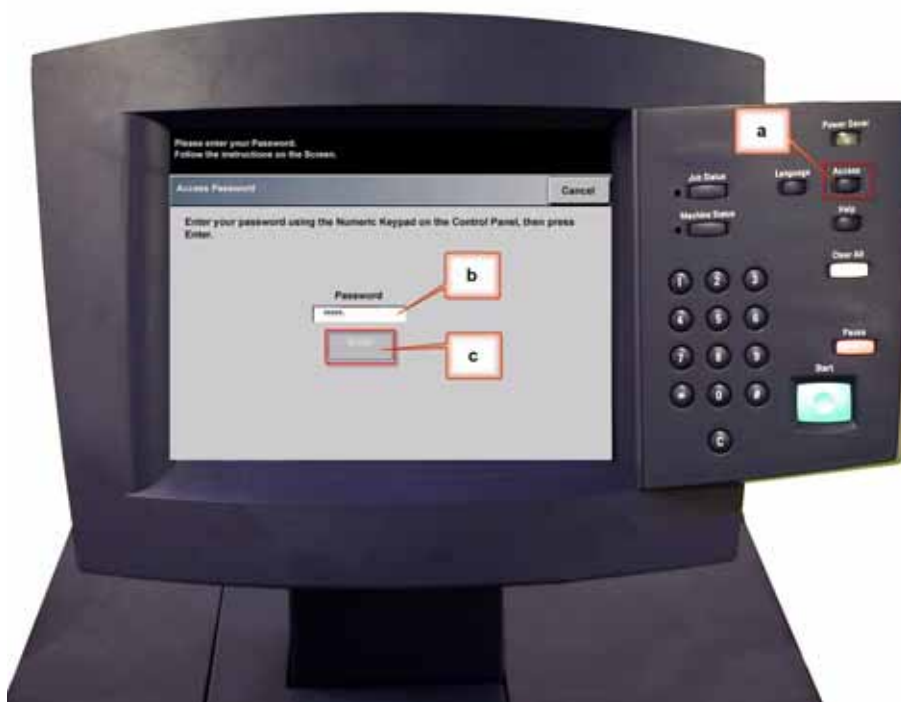 Please enter your Password.
Follow the instructions on the Screen.
Access Password
Cancel
Enter your password using the Numeric Keypad on the Control Panel, then press
Enter.
Password
*****
Enter
a
b
c
Power Saver
Job Status
Language
Access
Machine Status
Help
Clear All
1 2 3
4 5 6
7 8 9
* 0 #
C
Pause
Start